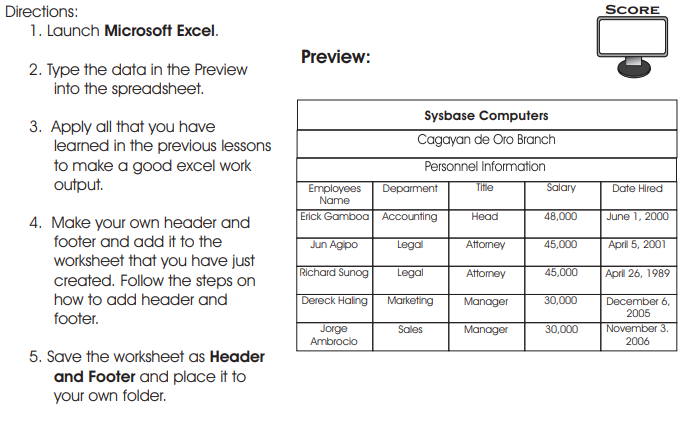 Directions:
1. Launch Microsoft Excel.
2. Type the data in the Preview
into the spreadsheet.
3. Apply all that you have
learned in the previous lessons
to make a good excel work
output.
4. Make your own header and
footer and add it to the
worksheet that you have just
created. Follow the steps on
how to add header and
footer.
5. Save the worksheet as Header
and Footer and place it to
your own folder.
SCORE
Preview:
Sysbase Computers
Cagayan de Oro Branch
Personnel Information
Employees Name Deparment Title Salary Date Hired
Erick Gamboa Accounting Head 48,000 June 1, 2000
Jun Agipo Legal Attorney 45,000 April 5, 2001
Richard Sunog Legal Attorney 45,000 April 26, 1989
Dereck Haling Marketing Manager 30,000 December 6, 2005
Jorge Ambrocio Sales Manager 30,000 November 3. 2006